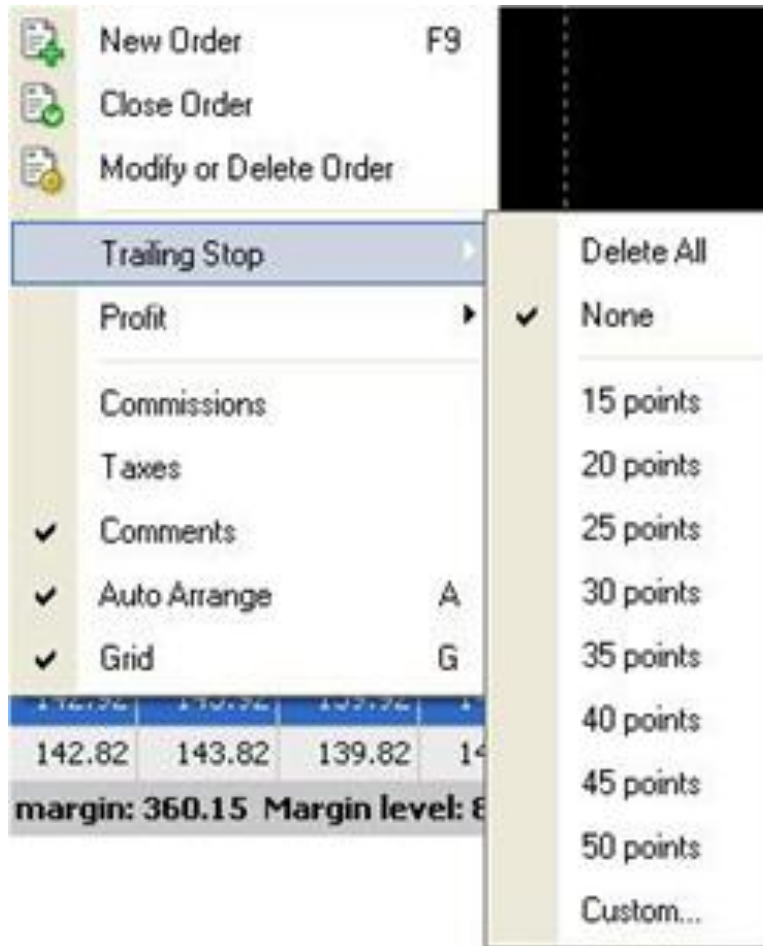 New Order F9
Close Order
Modify or Delete Order
Trailing Stop
Profit
Commissions
Taxes
Comments
Auto Arrange A
Grid G
Delete All
None
15 points
20 points
25 points
30 points
35 points
40 points
45 points
50 points
Custom...
142.82 143.82 139.82
margin: 360.15 Margin level: